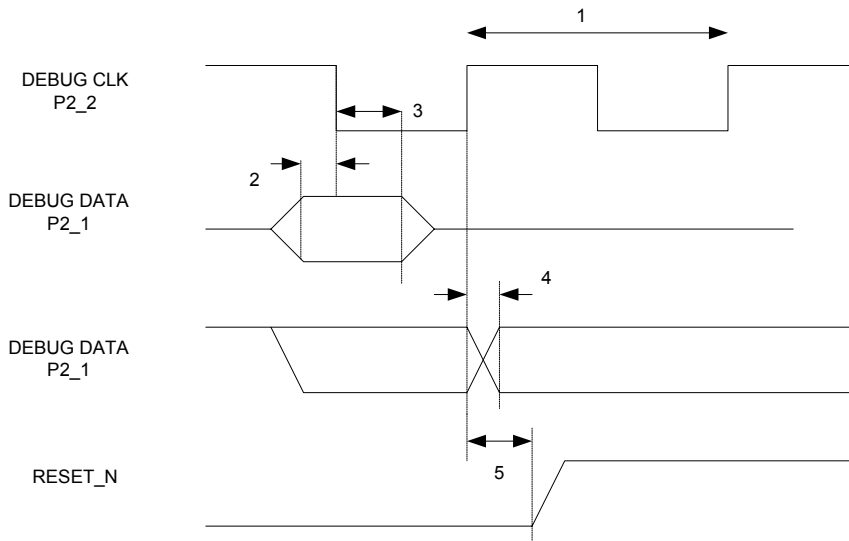 1
DEBUG CLK
P2_2
3
2
DEBUG DATA
P2_1
4
DEBUG DATA
P2_1
5
RESET_N